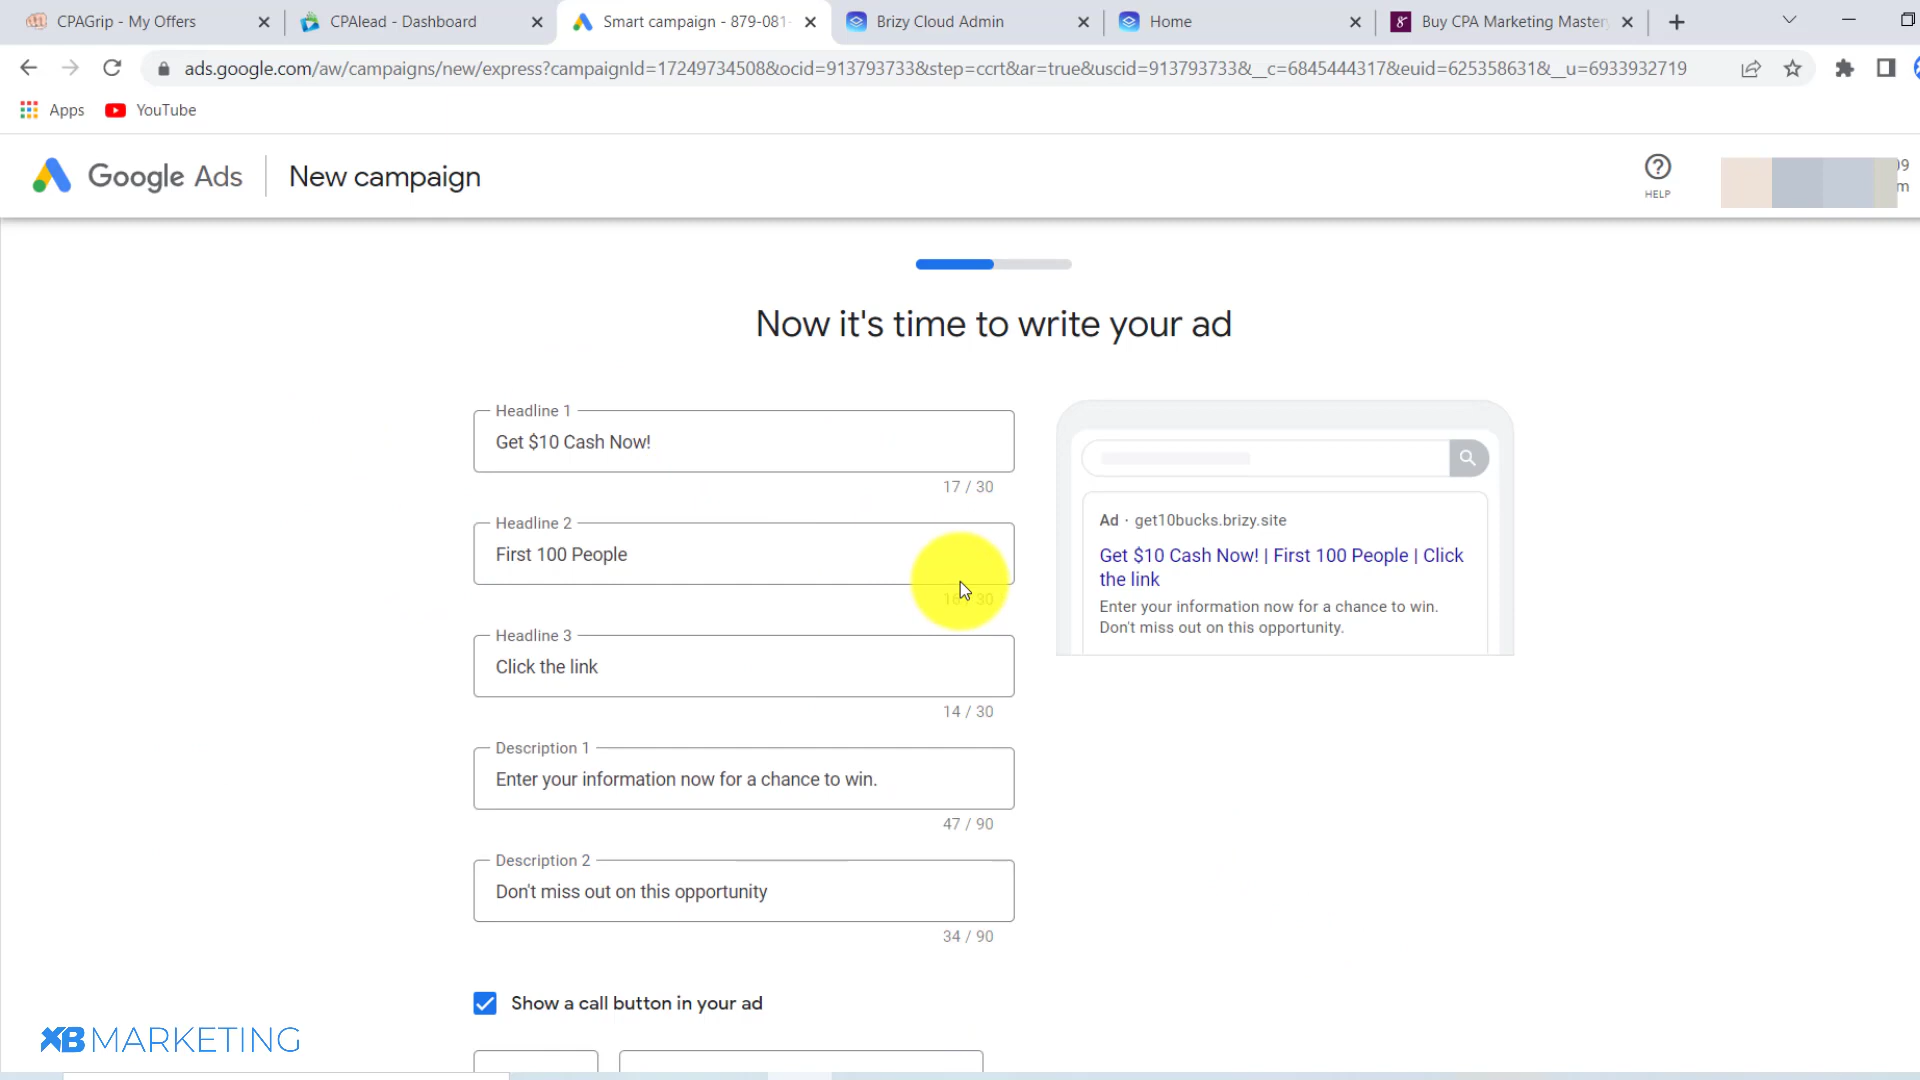 CPAGrip - My Offers
CPAlead - Dashboard
Smart campaign - 879-081-
Brizy Cloud Admin
Home
Buy CPA Marketing Mastery
ads.google.com/aw/campaigns/new/express?campaignId=17249734508&ocid=913793733&step=ccrt&ar=true&uscid=913793733&__c=6845444317&euid=625358631&__u=6933932719
Apps
YouTube
Google Ads
New campaign
HELP
Now it's time to write your ad
Headline 1
Get $10 Cash Now!
17 / 30
Headline 2
First 100 People
16 / 30
Headline 3
Click the link
14 / 30
Description 1
Enter your information now for a chance to win.
47 / 90
Description 2
Don't miss out on this opportunity
34 / 90
Show a call button in your ad
Ad · get10bucks.brizy.site
Get $10 Cash Now! | First 100 People | Click
the link
Enter your information now for a chance to win.
Don't miss out on this opportunity.
XB MARKETING